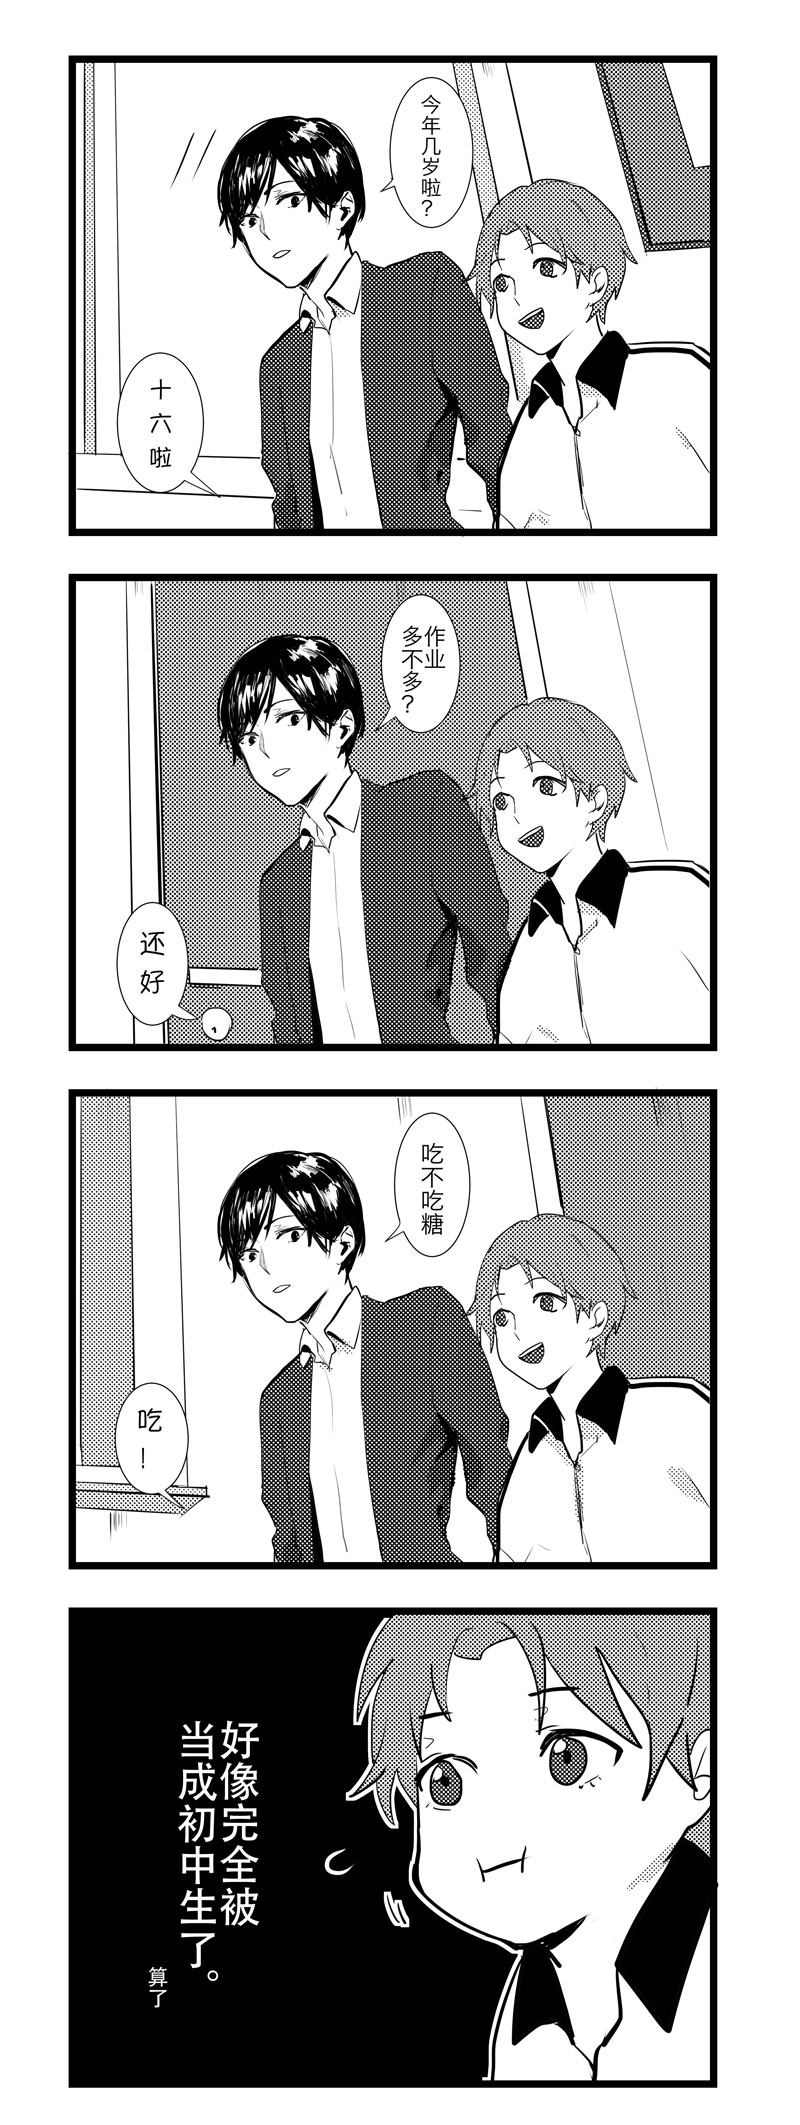 今年几岁啦？
十六啦
作业
多不多？
还好
吃不吃糖
吃！
好像完全被
当成初中生了。
算了